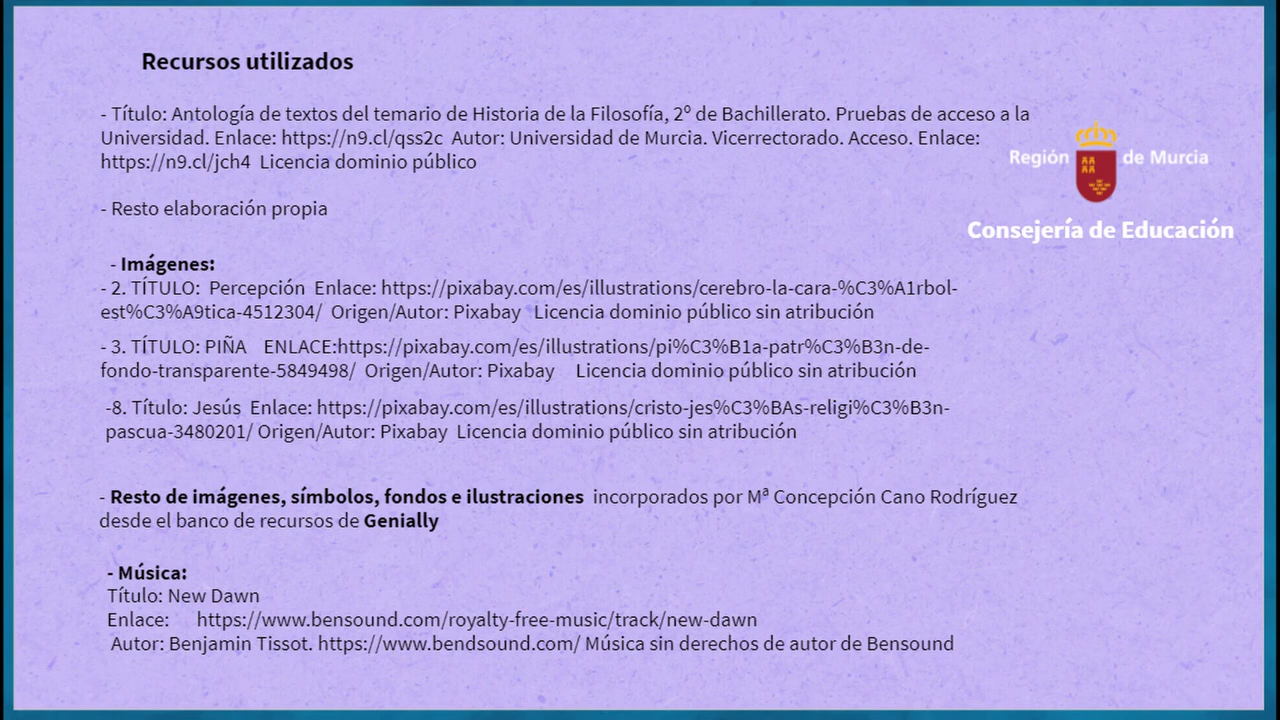 Recursos utilizados
- Título: Antología de textos del temario de Historia de la Filosofía, 2º de Bachillerato. Pruebas de acceso a la
Universidad. Enlace: https://n9.cl/qss2c  Autor: Universidad de Murcia. Vicerrectorado. Acceso. Enlace:
https://n9.cl/jch4  Licencia dominio público
Región de Murcia
Consejería de Educación
- Resto elaboración propia
- Imágenes:
- 2. TÍTULO:  Percepción  Enlace: https://pixabay.com/es/illustrations/cerebro-la-cara-%C3%A1rbol-
est%C3%A9tica-4512304/  Origen/Autor: Pixabay   Licencia dominio público sin atribución
- 3. TÍTULO: PIÑA    ENLACE:https://pixabay.com/es/illustrations/pi%C3%B1a-patr%C3%B3n-de-
fondo-transparente-5849498/  Origen/Autor: Pixabay     Licencia dominio público sin atribución
-8. Título: Jesús  Enlace: https://pixabay.com/es/illustrations/cristo-jes%C3%BAs-religi%C3%B3n-
pascua-3480201/ Origen/Autor: Pixabay  Licencia dominio público sin atribución
- Resto de imágenes, símbolos, fondos e ilustraciones  incorporados por Mª Concepción Cano Rodríguez
desde el banco de recursos de Genially
- Música:
Título: New Dawn
Enlace:     https://www.bensound.com/royalty-free-music/track/new-dawn
Autor: Benjamin Tissot. https://www.bendsound.com/ Música sin derechos de autor de Bensound